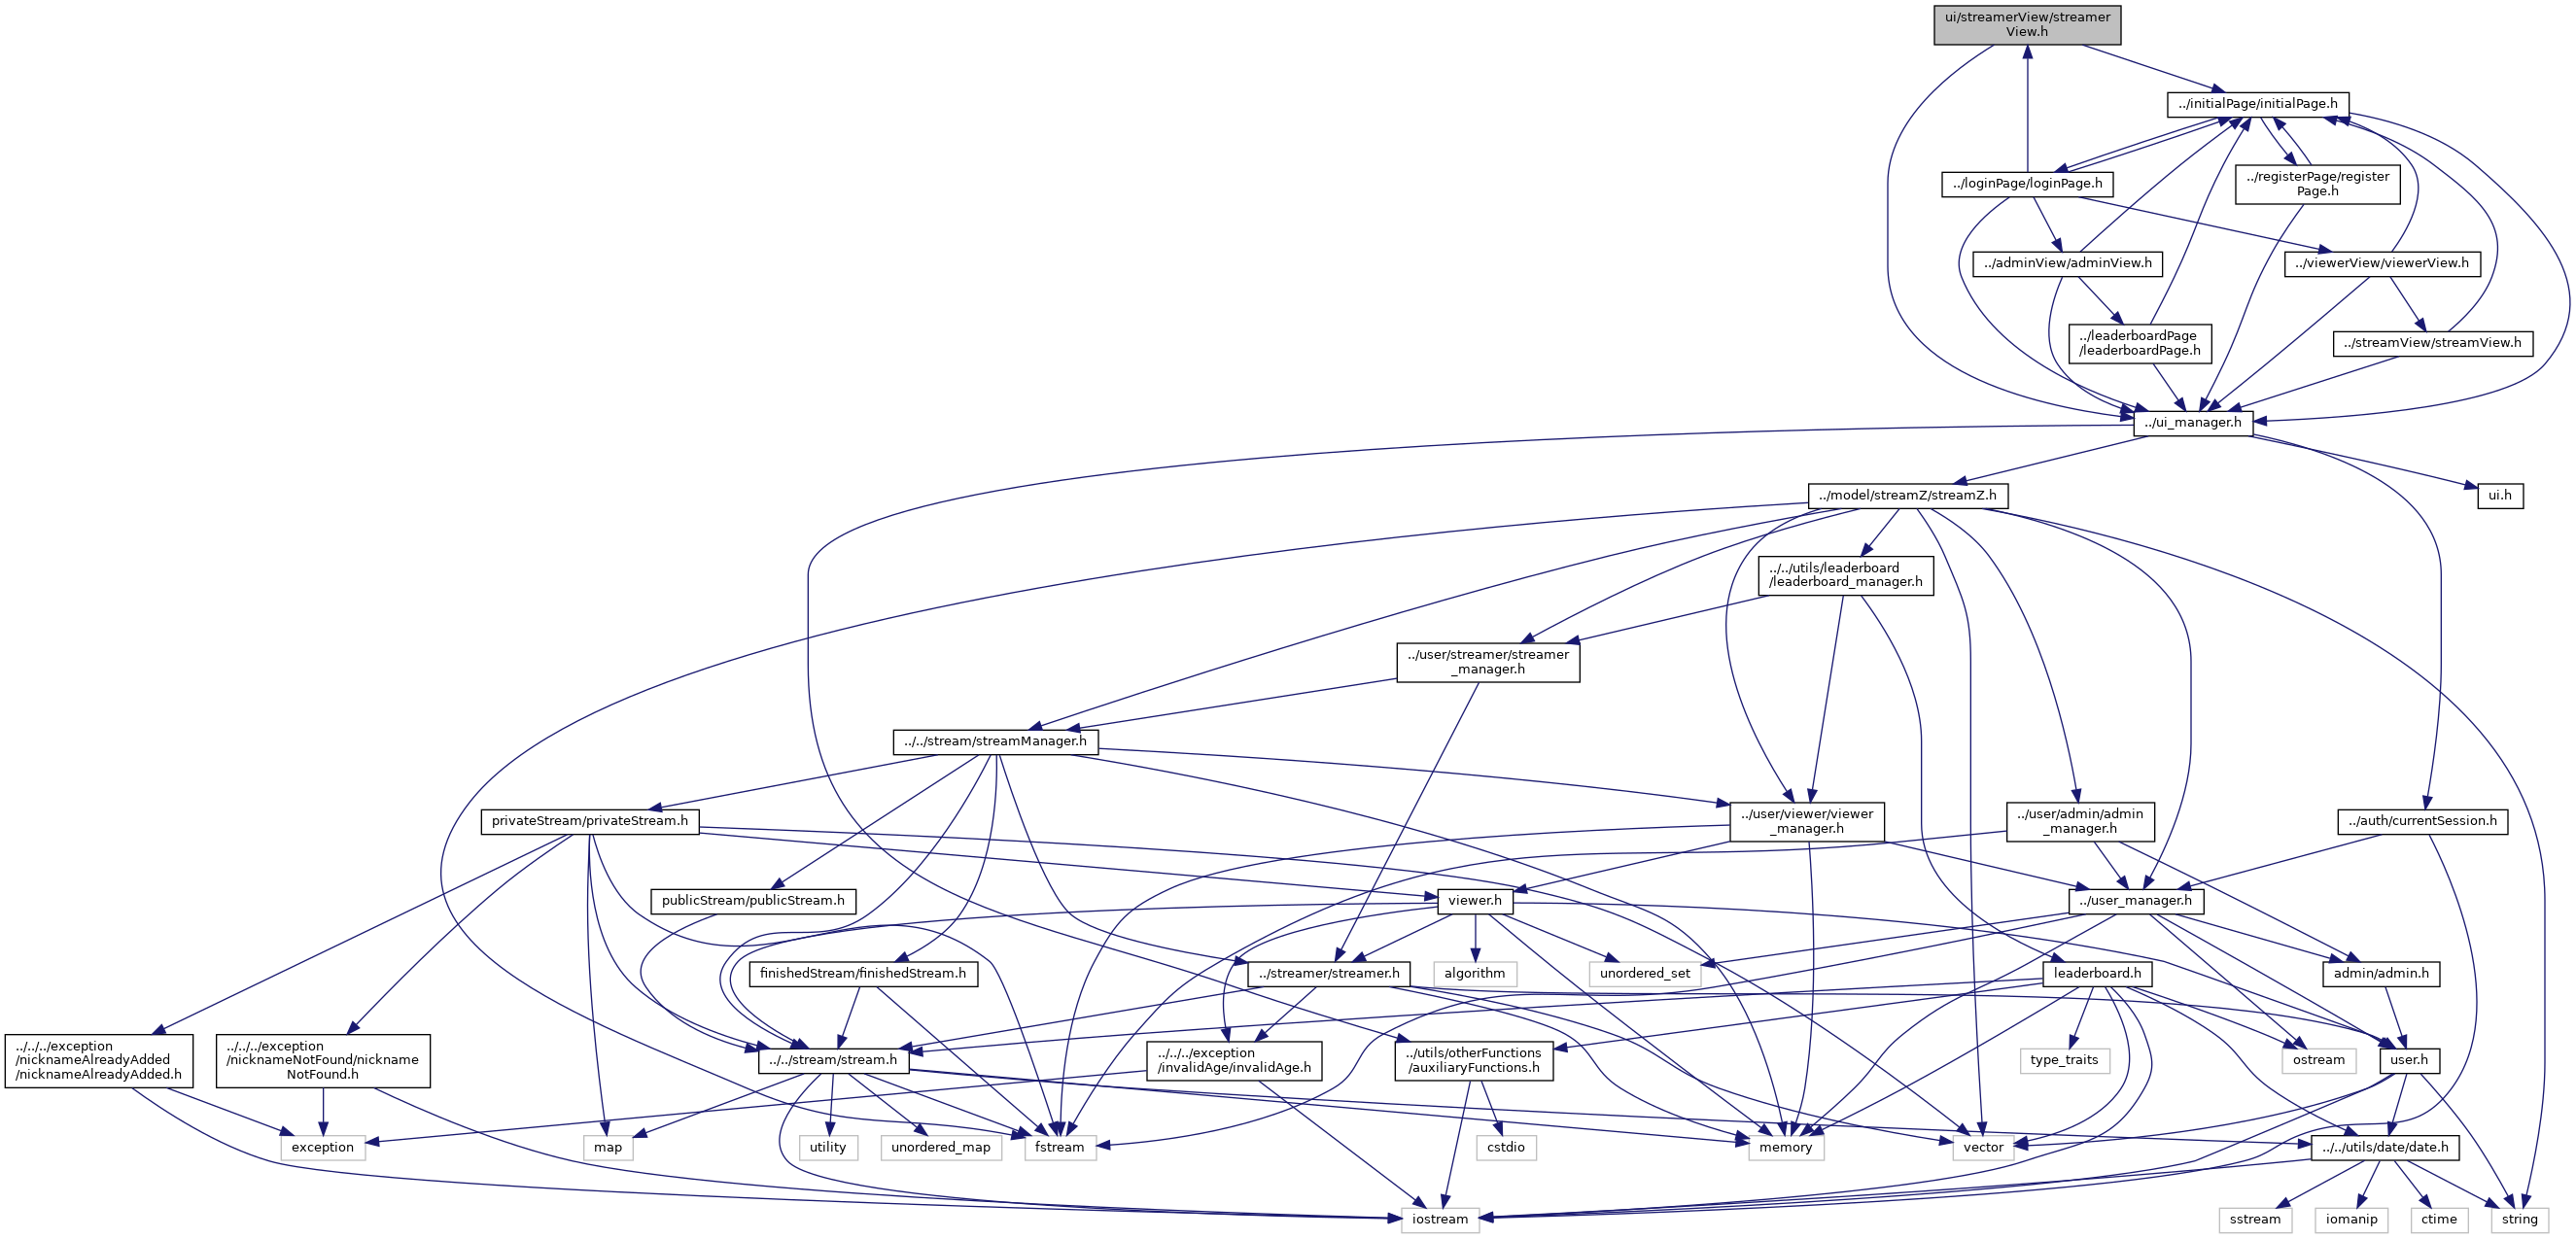 ui/streamerView/streamer
View.h
../initialPage/initialPage.h
../loginPage/loginPage.h
../registerPage/register
Page.h
../adminView/adminView.h
../viewerView/viewerView.h
../leaderboardPage
/leaderboardPage.h
../streamView/streamView.h
../ui_manager.h
../model/streamZ/streamZ.h
ui.h
../../utils/leaderboard
/leaderboard_manager.h
../user/streamer/streamer
_manager.h
../../stream/streamManager.h
privateStream/privateStream.h
../user/viewer/viewer
_manager.h
../user/admin/admin
_manager.h
../auth/currentSession.h
publicStream/publicStream.h
viewer.h
../user_manager.h
finishedStream/finishedStream.h
../streamer/streamer.h
algorithm
unordered_set
leaderboard.h
admin/admin.h
../../../exception
/nicknameAlreadyAdded
/nicknameAlreadyAdded.h
../../../exception
/nicknameNotFound/nickname
NotFound.h
../../stream/stream.h
../../../exception
/invalidAge/invalidAge.h
../utils/otherFunctions
/auxiliaryFunctions.h
type_traits
ostream
user.h
exception
map
utility
unordered_map
fstream
cstdio
memory
vector
../../utils/date/date.h
iostream
sstream
iomanip
ctime
string